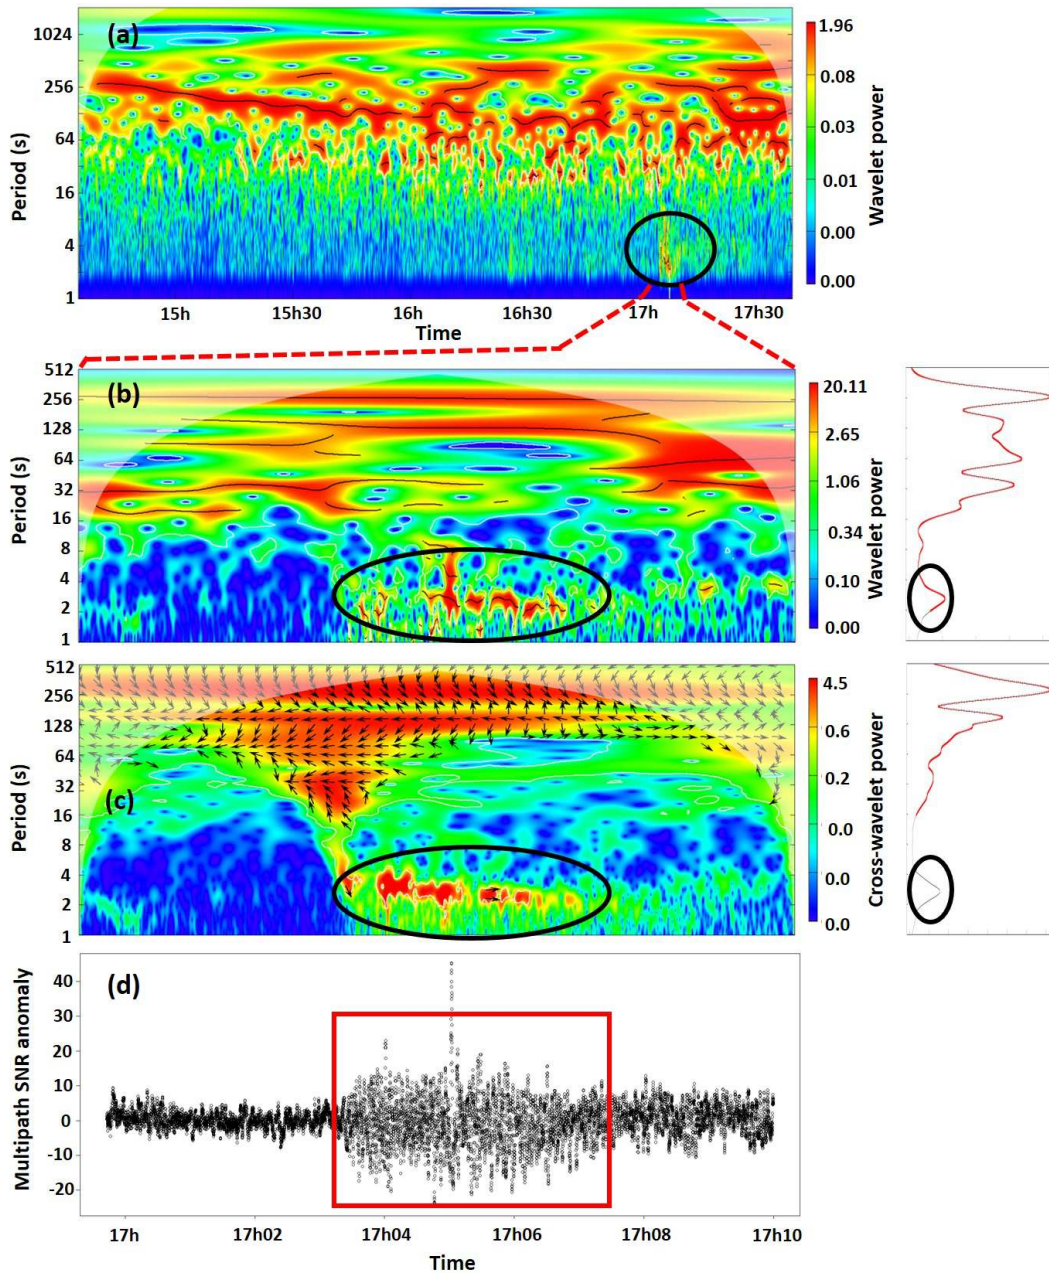 (a)
1024
256
64
16
4
1
Period (s)
15h
15h30
16h
16h30
17h
17h30
Time
1.96
0.08
0.03
0.01
0.00
0.00
Wavelet power
(b)
512
256
128
64
32
16
8
4
2
1
Period (s)
20.11
2.65
1.06
0.34
0.10
0.00
Wavelet power
(c)
512
256
128
64
32
16
8
4
2
1
Period (s)
4.5
0.6
0.2
0.0
0.0
0.0
Cross-wavelet power
(d)
40
30
20
10
0
-10
-20
Multipath SNR anomaly
17h
17h02
17h04
17h06
17h08
17h10
Time